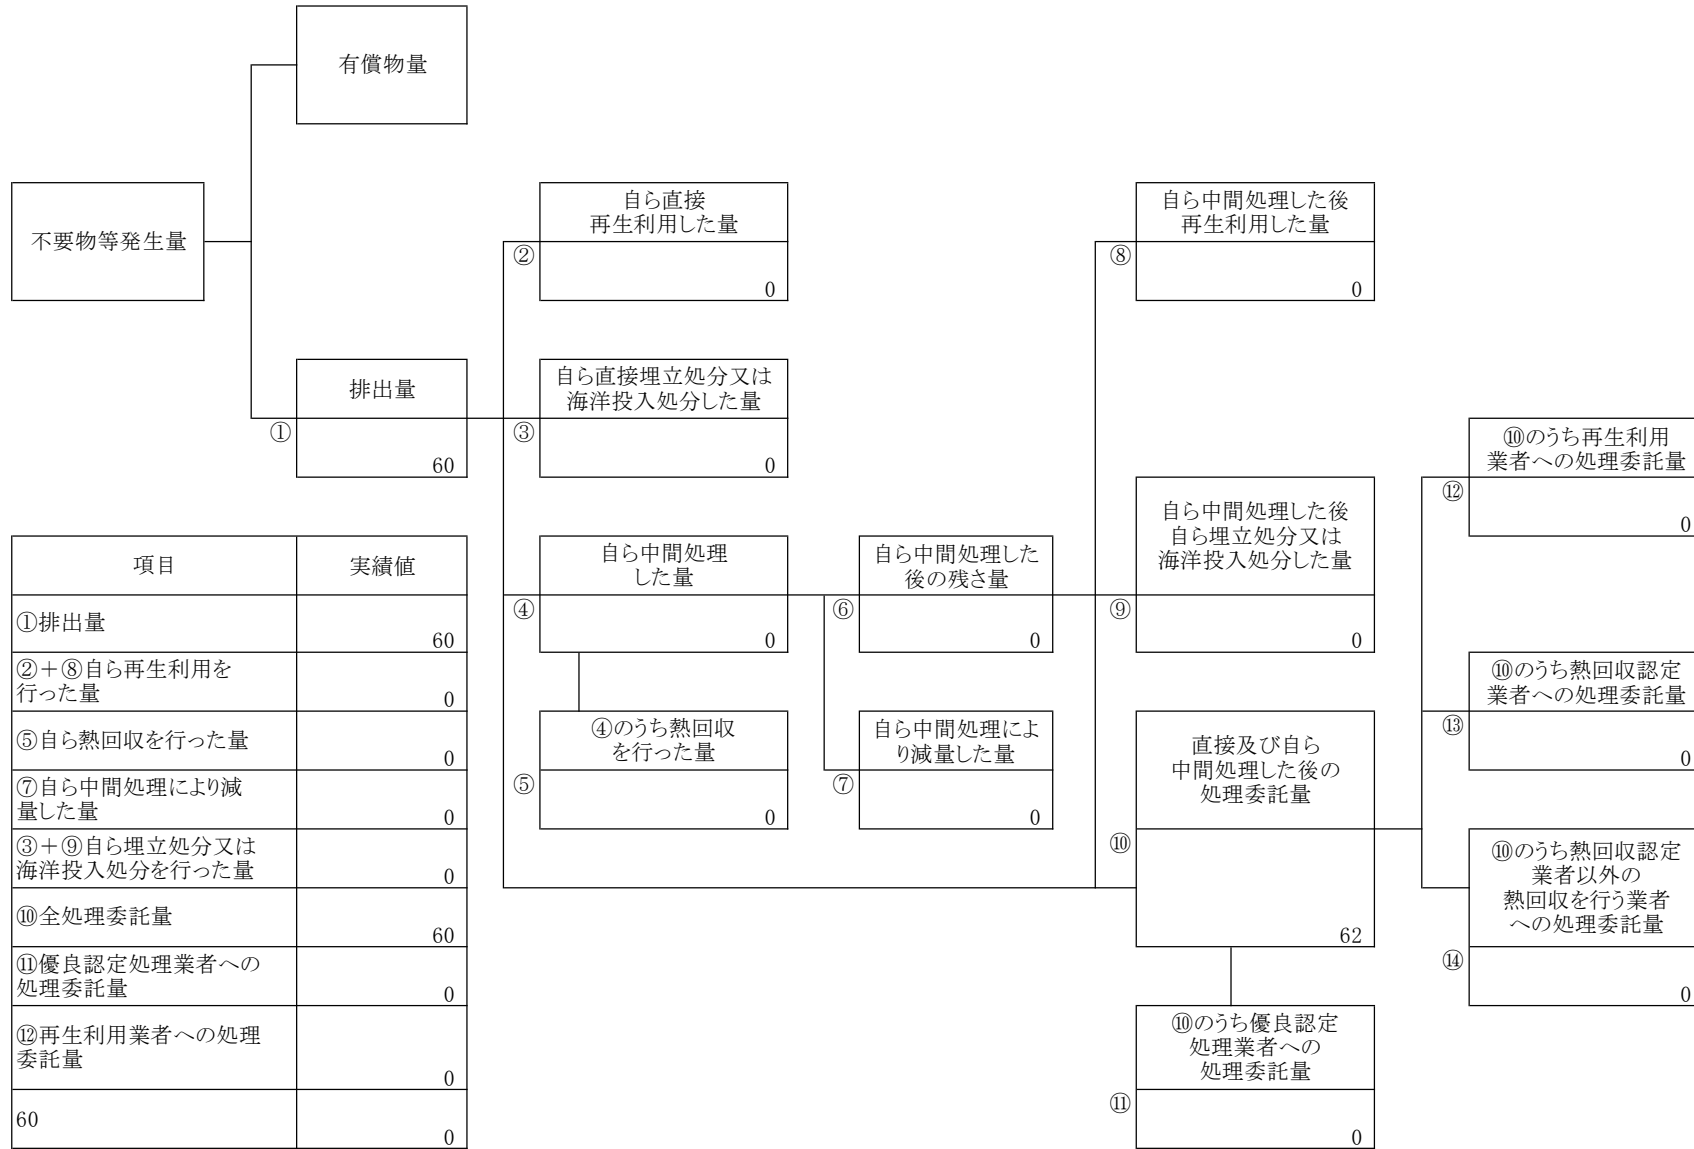 有償物量
不要物等発生量
自ら直接
再生利用した量
②
0
自ら中間処理した後
再生利用した量
⑧
0
排出量
①
60
自ら直接埋立処分又は
海洋投入処分した量
③
0
⑩のうち再生利用
業者への処理委託量
⑫
0
自ら中間処理した後
自ら埋立処分又は
海洋投入処分した量
⑨
0
自ら中間処理
した量
④
0
自ら中間処理した
後の残さ量
⑥
0
⑩のうち熱回収認定
業者への処理委託量
⑬
0
④のうち熱回収
を行った量
⑤
0
自ら中間処理によ
り減量した量
⑦
0
直接及び自ら
中間処理した後の
処理委託量
⑩
62
⑩のうち熱回収認定
業者以外の
熱回収を行う業者
への処理委託量
⑭
0
⑩のうち優良認定
処理業者への
処理委託量
⑪
0
項目 実績値
①排出量
60
②＋⑧自ら再生利用を
行った量
0
⑤自ら熱回収を行った量
0
⑦自ら中間処理により減
量した量
0
③＋⑨自ら埋立処分又は
海洋投入処分を行った量
0
⑩全処理委託量
60
⑪優良認定処理業者への
処理委託量
0
⑫再生利用業者への処理
委託量
0
60
0